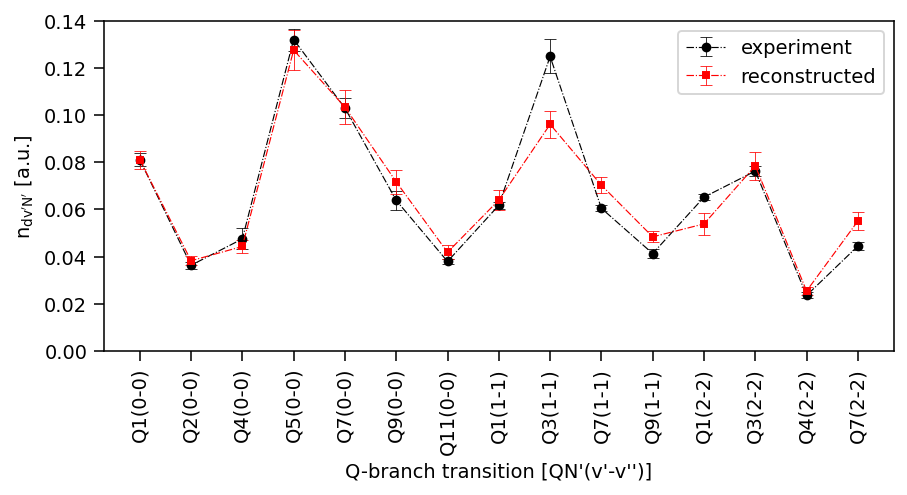 0.14
0.12
0.10
0.08
0.06
0.04
0.02
0.00
n_dv'N' [a.u.]
experiment
reconstructed
Q1(0-0)
Q2(0-0)
Q4(0-0)
Q5(0-0)
Q7(0-0)
Q9(0-0)
Q11(0-0)
Q1(1-1)
Q3(1-1)
Q7(1-1)
Q9(1-1)
Q1(2-2)
Q3(2-2)
Q4(2-2)
Q7(2-2)
Q-branch transition [QN'(v'-v'')]